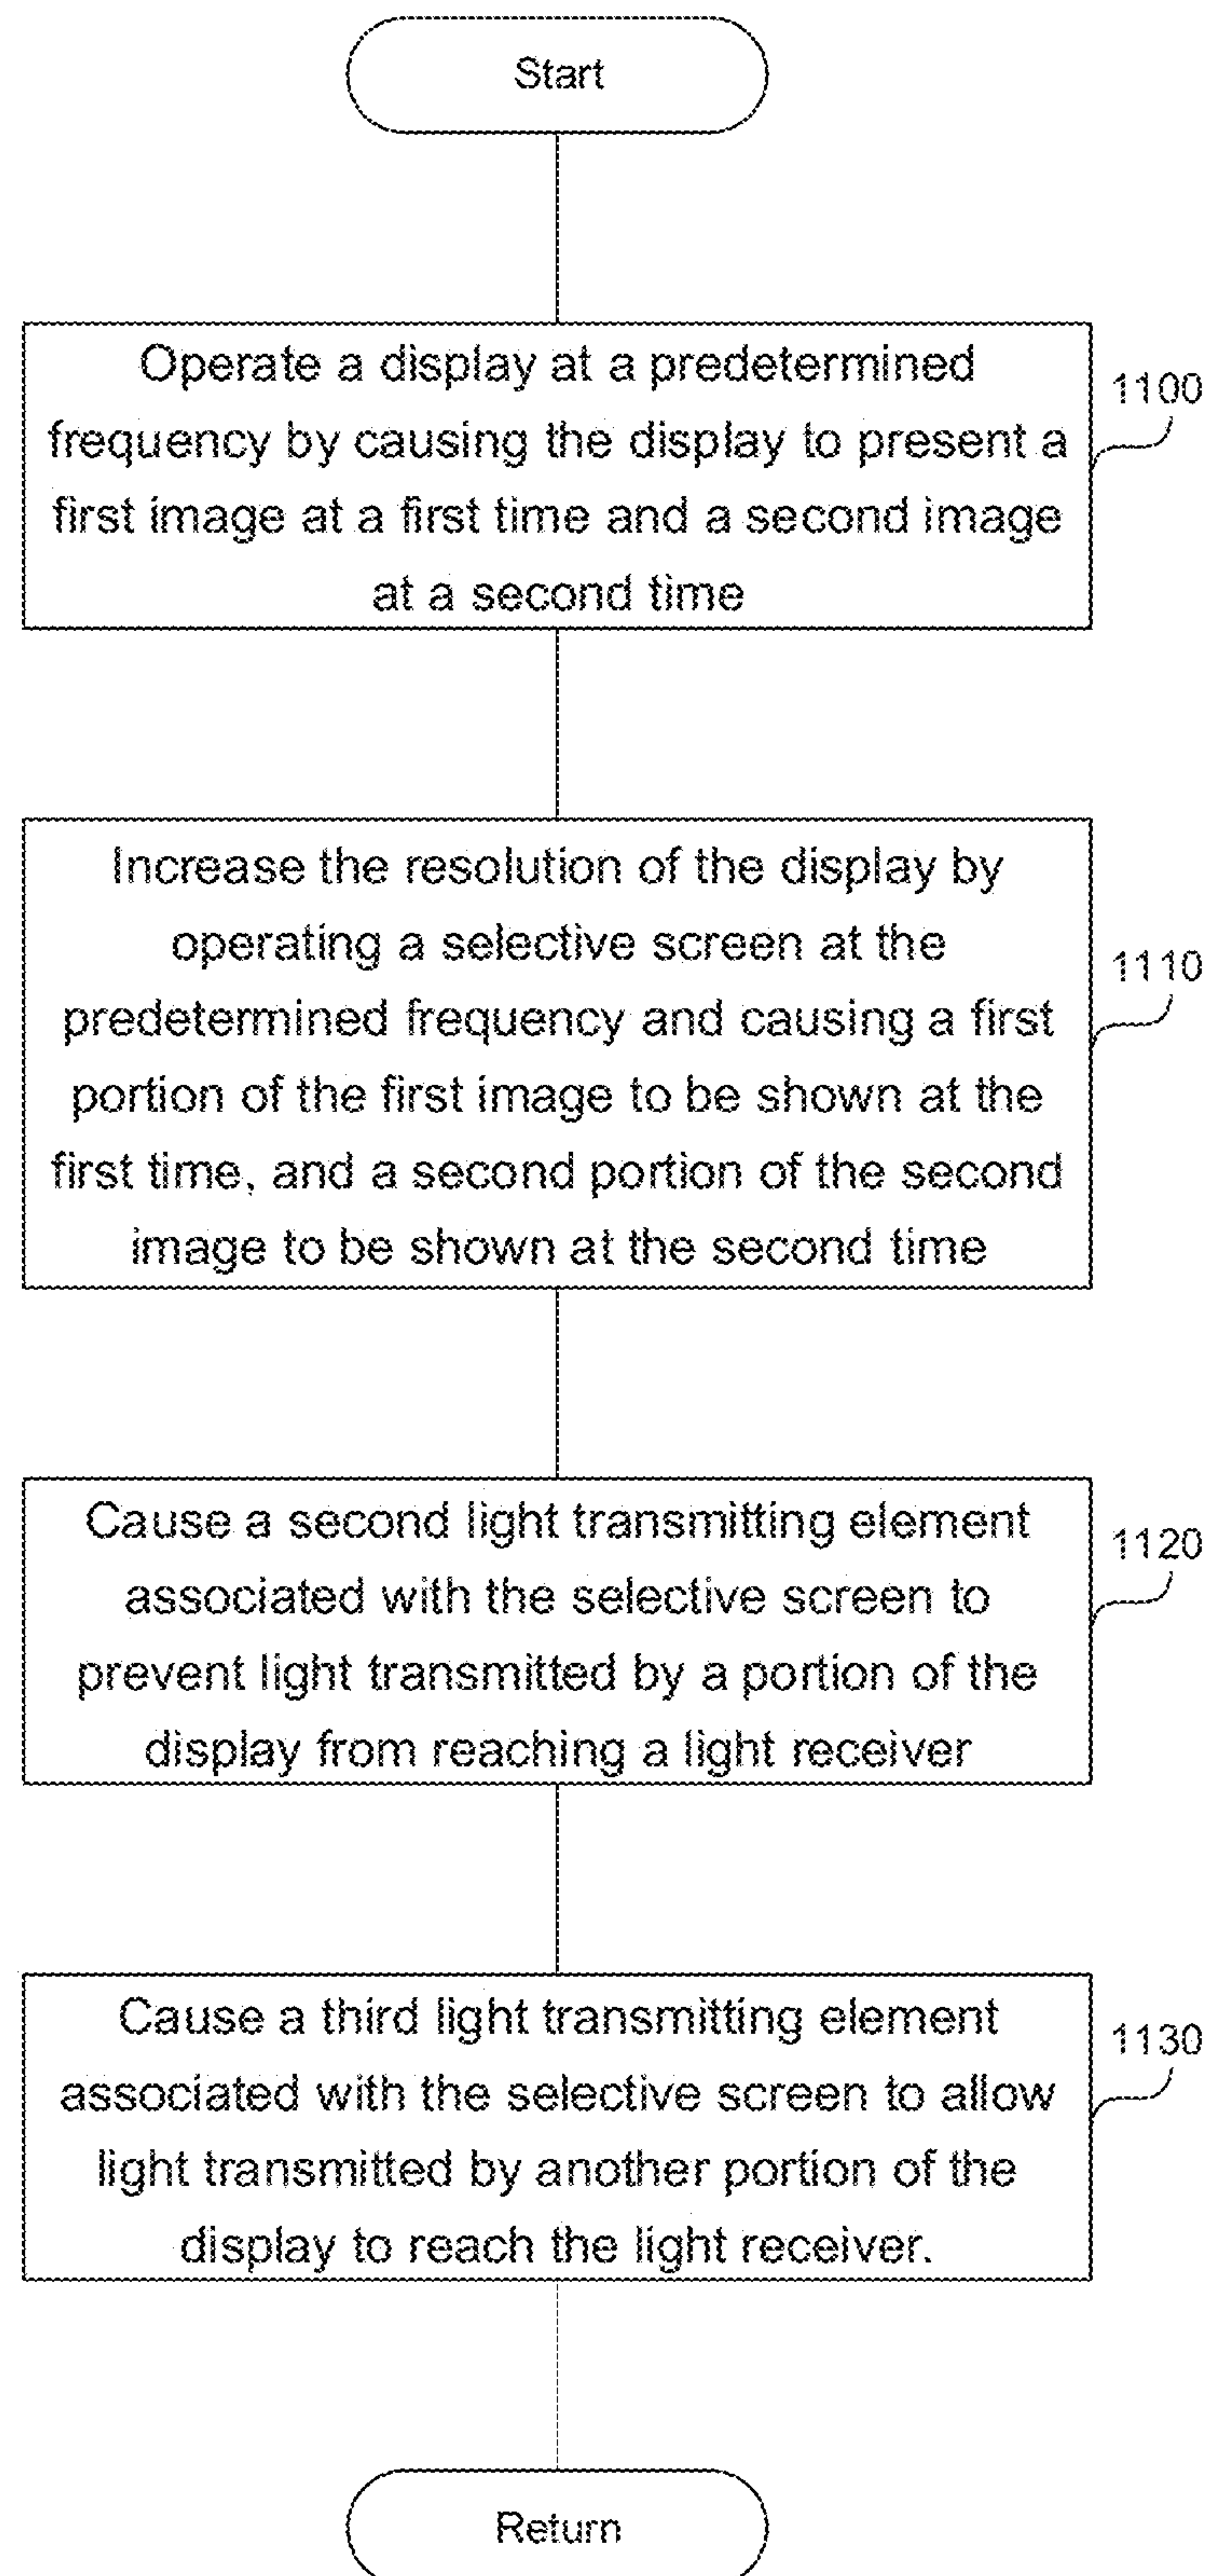 Start
Operate a display at a predetermined
frequency by causing the display to present a
first image at a first time and a second image
at a second time
1100
Increase the resolution of the display by
operating a selective screen at the
predetermined frequency and causing a first
portion of the first image to be shown at the
first time, and a second portion of the second
image to be shown at the second time
1110
Cause a second light transmitting element
associated with the selective screen to
prevent light transmitted by a portion of the
display from reaching a light receiver
1120
Cause a third light transmitting element
associated with the selective screen to allow
light transmitted by another portion of the
display to reach the light receiver.
1130
Return